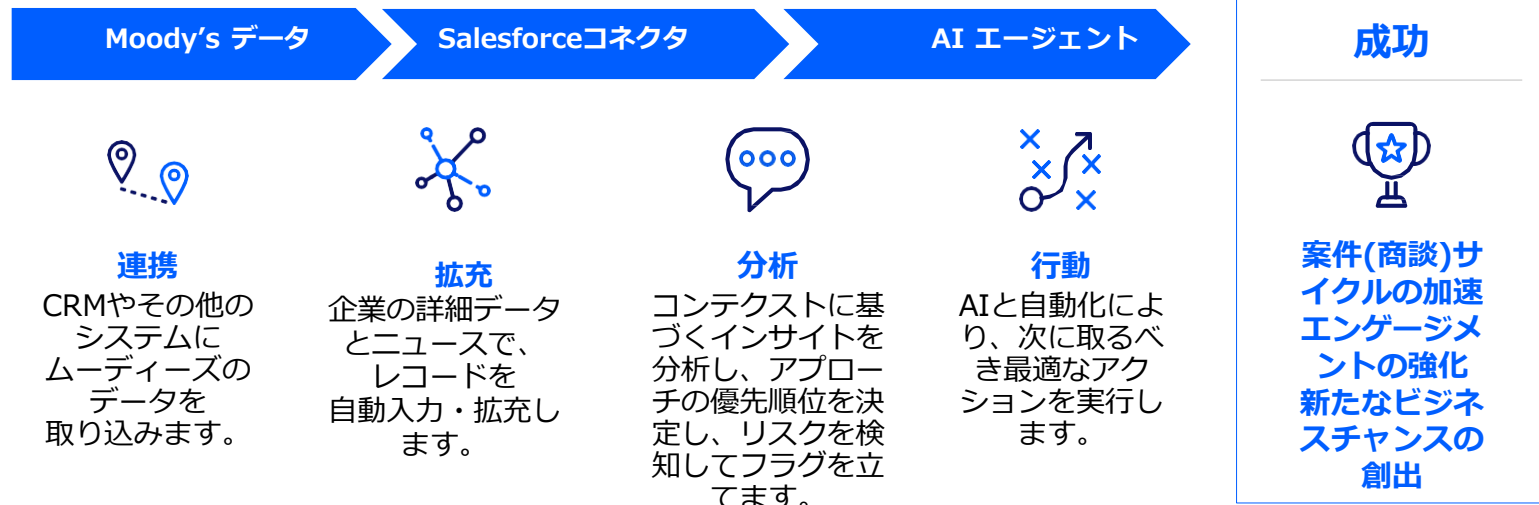 Moody's データ
Salesforceコネクタ
AI エージェント
成功
連携
CRMやその他の
システムに
ムーディーズの
データを
取り込みます。
拡充
企業の詳細データ
とニュースで、
レコードを
自動入力・拡充し
ます。
分析
コンテクストに基
づくインサイトを
分析し、アプロー
チの優先順位を決
定し、リスクを検
知してフラグを立
てます。
行動
AIと自動化によ
り、次に取るべ
き最適なアク
ションを実行し
ます。
案件(商談)サ
イクルの加速
エンゲージメ
ントの強化
新たなビジネ
スチャンスの
創出